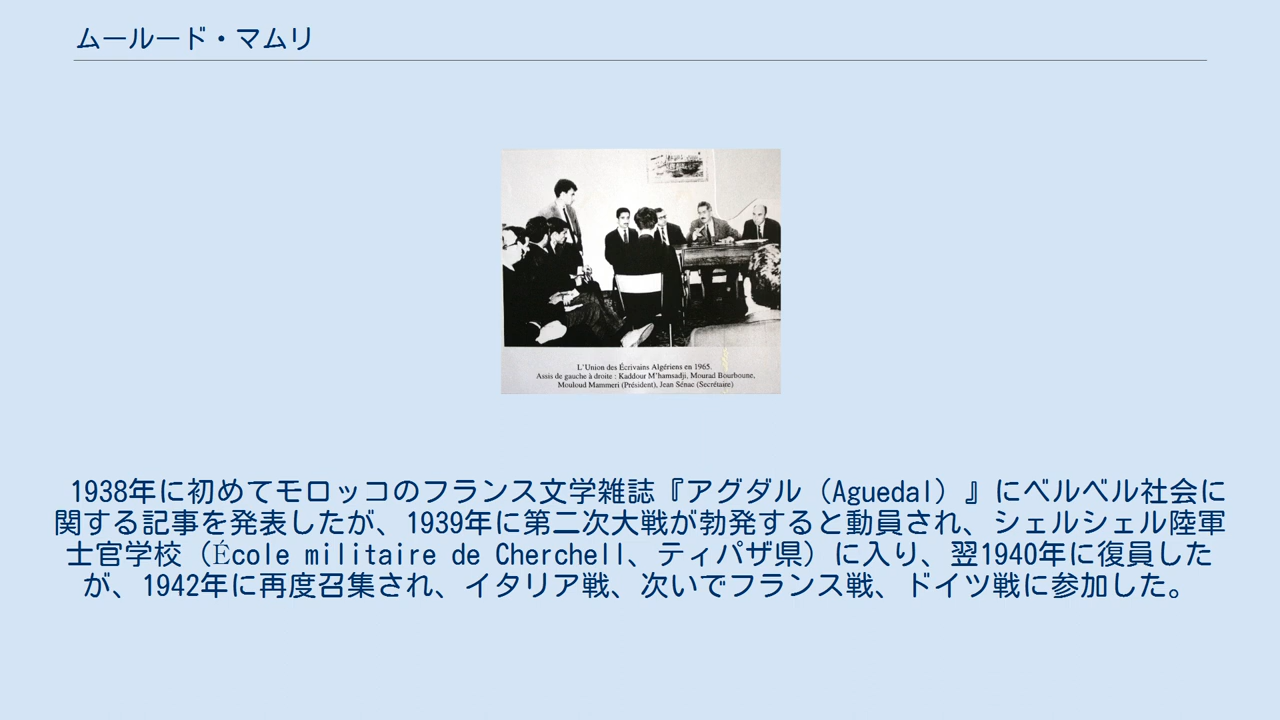 ムールード・マムリ
L'Union des Écrivains Algériens en 1965.
Assis de gauche à droite : Kaddour M'hamsadji, Mourad Bourboune,
Mouloud Mammeri (Président), Jean Sénac (Secrétaire)
1938年に初めてモロッコのフランス文学雑誌『アグダル（Aguedal）』にベルベル社会に
関する記事を発表したが、1939年に第二次大戦が勃発すると動員され、シェルシェル陸軍
士官学校（École militaire de Cherchell、ティパザ県）に入り、翌1940年に復員した
が、1942年に再度召集され、イタリア戦、次いでフランス戦、ドイツ戦に参加した。